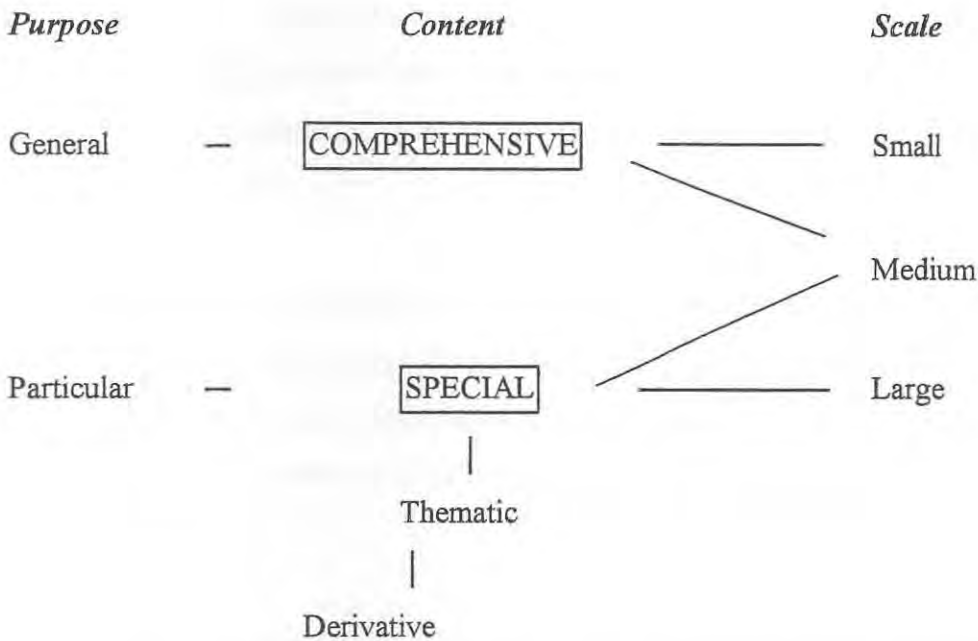 Purpose Content Scale
General — COMPREHENSIVE Small
Medium
Particular — SPECIAL Large
Thematic
Derivative